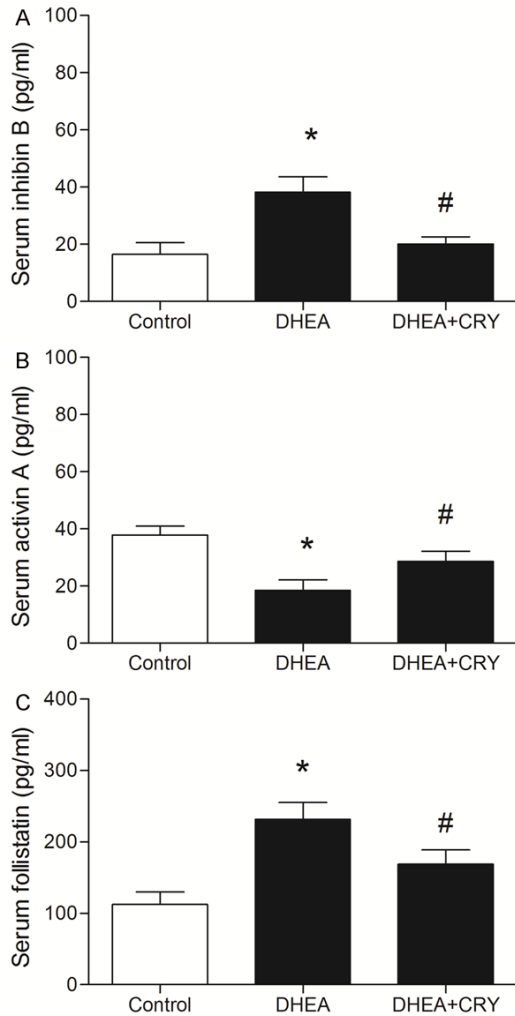 A
Serum inhibin B (pg/ml)
100
80
60
40
20
0
*
#
Control DHEA DHEA+CRY
B
Serum activin A (pg/ml)
100
80
60
40
20
0
*
#
Control DHEA DHEA+CRY
C
Serum follistatin (pg/ml)
400
300
200
100
0
*
#
Control DHEA DHEA+CRY